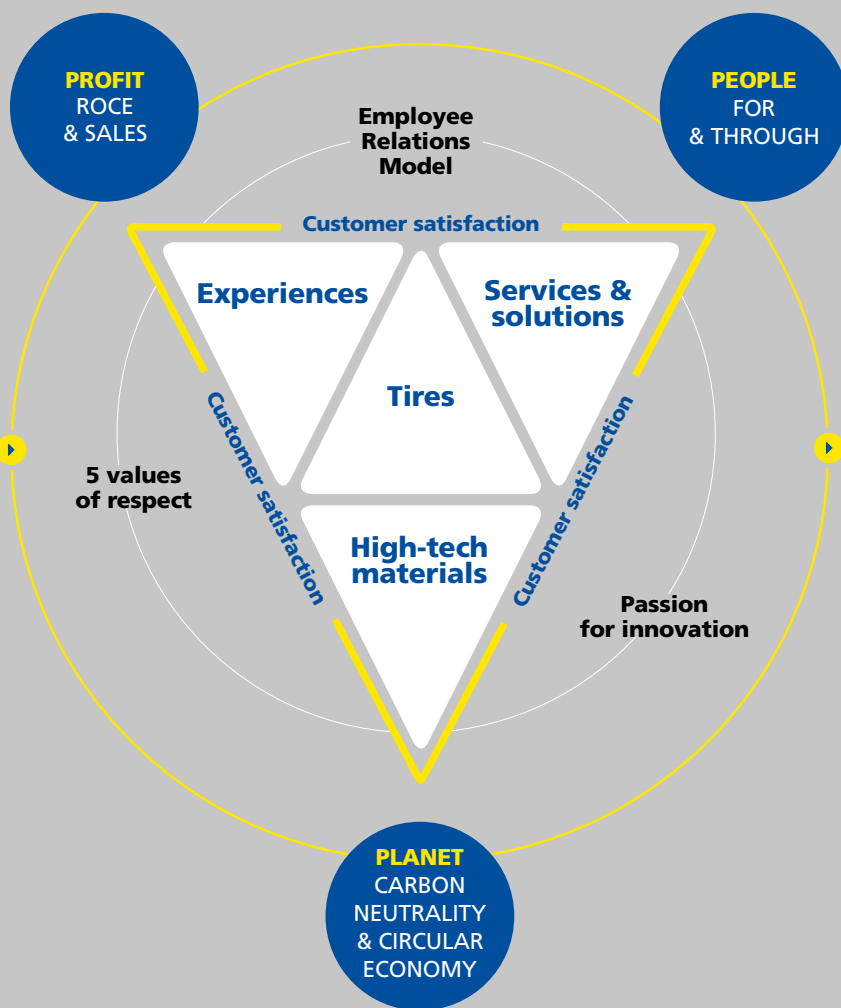 PROFIT
ROCE
& SALES
PEOPLE
FOR
& THROUGH
Employee
Relations
Model
Customer satisfaction
Experiences
Services &
solutions
Tires
Customer satisfaction
Customer satisfaction
5 values
of respect
High-tech
materials
Passion
for innovation
PLANET
CARBON
NEUTRALITY
& CIRCULAR
ECONOMY